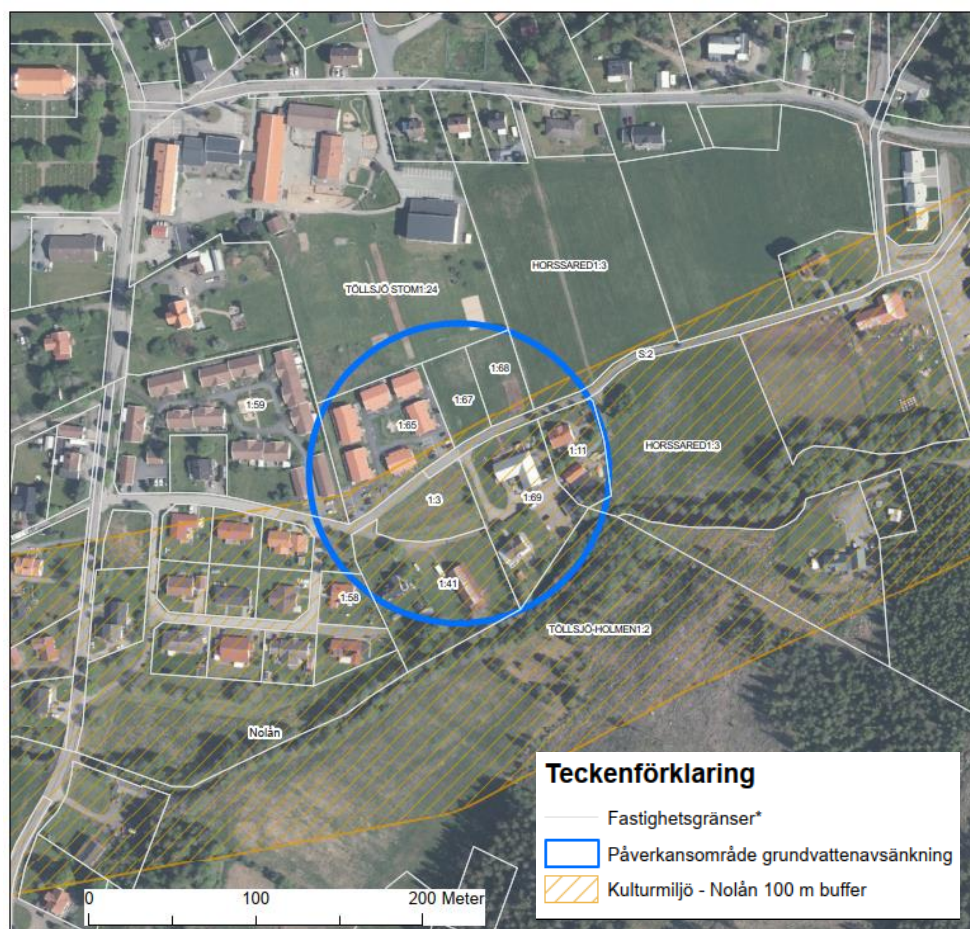 HORSSARED1:3
TÖLLSJÖ STOM1:24
S:2
1:68
1:67
1:59
1:65
HORSSARED1:3
1:11
1:3
1:69
1:41
1:58
TÖLLSJÖ-HOLMEN1:2
Nolån
Teckenförklaring
Fastighetsgränser*
Påverkansområde grundvattenavsänkning
Kulturmiljö - Nolån 100 m buffer
0 100 200 Meter